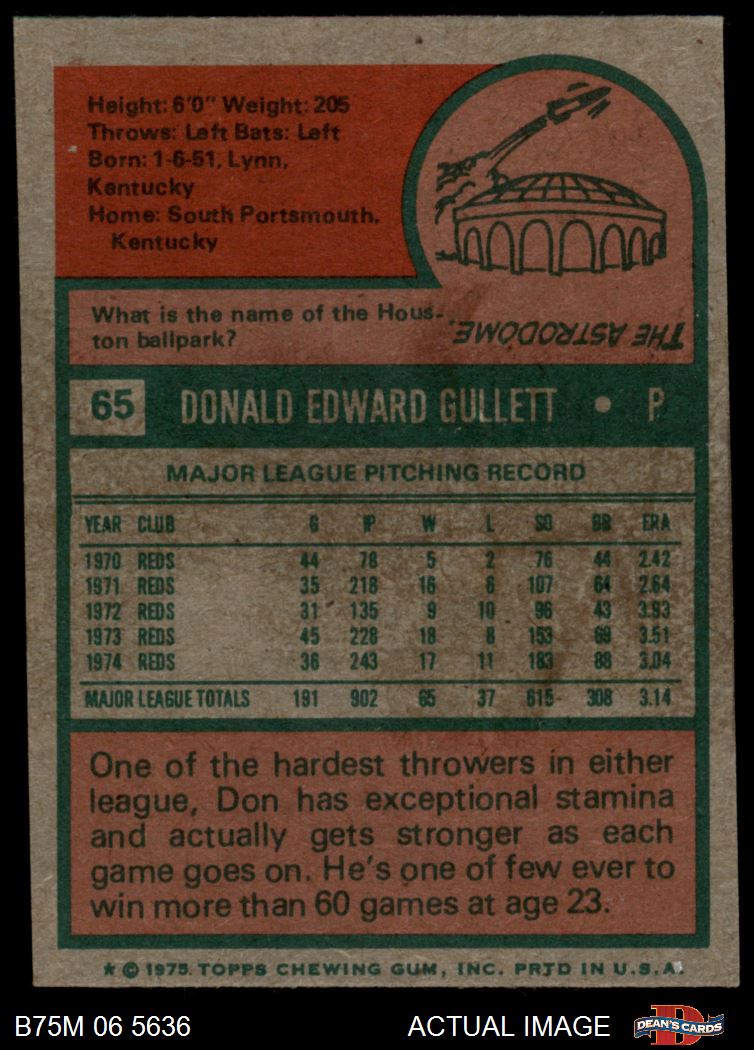 Height: 6'0" Weight: 205
Throws: Left Bats: Left
Born: 1-6-51, Lynn,
Kentucky
Home: South Portsmouth,
Kentucky
What is the name of the Hous-
ton ballpark?
THE ASTRODOME.
65 DONALD EDWARD GULLETT • P
MAJOR LEAGUE PITCHING RECORD
YEAR CLUB G IP W L SO BB ERA
1970 REDS 44 78 5 2 76 44 2.42
1971 REDS 35 218 16 6 107 64 2.64
1972 REDS 31 135 9 10 96 43 3.93
1973 REDS 45 228 18 8 153 69 3.51
1974 REDS 36 243 17 11 183 88 3.04
MAJOR LEAGUE TOTALS 191 902 65 37 615 308 3.14
One of the hardest throwers in either
league, Don has exceptional stamina
and actually gets stronger as each
game goes on. He's one of few ever to
win more than 60 games at age 23.
* © 1975 TOPPS CHEWING GUM, INC. PRTD IN U.S.A.
B75M 06 5636 ACTUAL IMAGE DEAN'S CARDS